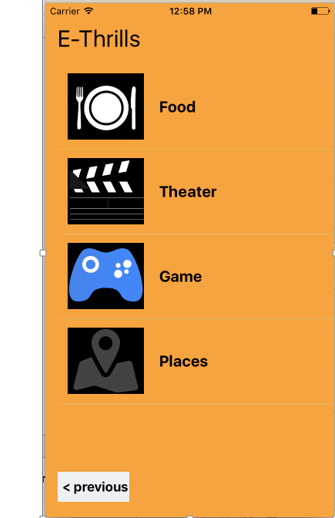 Carrier 12:58 PM
E-Thrills
Food
Theater
Game
Places
< previous